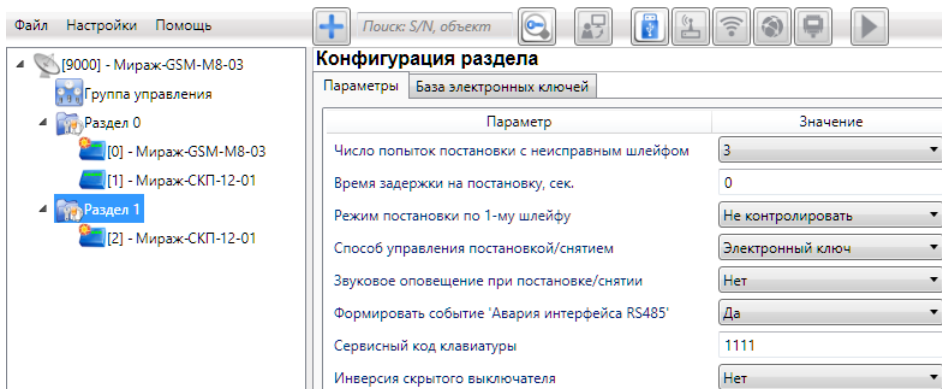 Файл Настройки Помощь
Поиск: S/N, объект
[9000] - Мираж-GSM-M8-03
Группа управления
Раздел 0
[0] - Мираж-GSM-M8-03
[1] - Мираж-СКП-12-01
Раздел 1
[2] - Мираж-СКП-12-01
Конфигурация раздела
Параметры База электронных ключей
Параметр Значение
Число попыток постановки с неисправным шлейфом 3
Время задержки на постановку, сек. 0
Режим постановки по 1-му шлейфу Не контролировать
Способ управления постановкой/снятием Электронный ключ
Звуковое оповещение при постановке/снятии Нет
Формировать событие 'Авария интерфейса RS485' Да
Сервисный код клавиатуры 1111
Инверсия скрытого выключателя Нет